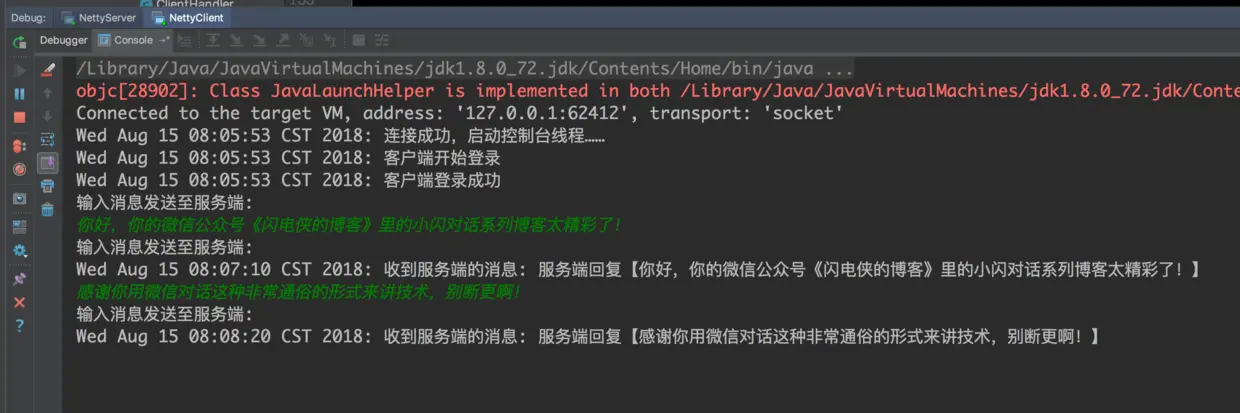 ClientHandler
Debug: NettyServer NettyClient
Debugger Console
/Library/Java/JavaVirtualMachines/jdk1.8.0_72.jdk/Contents/Home/bin/java ...
objc[28902]: Class JavaLaunchHelper is implemented in both /Library/Java/JavaVirtualMachines/jdk1.8.0_72.jdk/Conte
Connected to the target VM, address: '127.0.0.1:62412', transport: 'socket'
Wed Aug 15 08:05:53 CST 2018: 连接成功，启动控制台线程……
Wed Aug 15 08:05:53 CST 2018: 客户端开始登录
Wed Aug 15 08:05:53 CST 2018: 客户端登录成功
输入消息发送至服务端:
你好，你的微信公众号《闪电侠的博客》里的小闪对话系列博客太精彩了！
输入消息发送至服务端:
Wed Aug 15 08:07:10 CST 2018: 收到服务端的消息: 服务端回复【你好，你的微信公众号《闪电侠的博客》里的小闪对话系列博客太精彩了！】
感谢你用微信对话这种非常通俗的形式来讲技术，别断更啊！
输入消息发送至服务端:
Wed Aug 15 08:08:20 CST 2018: 收到服务端的消息: 服务端回复【感谢你用微信对话这种非常通俗的形式来讲技术，别断更啊！】